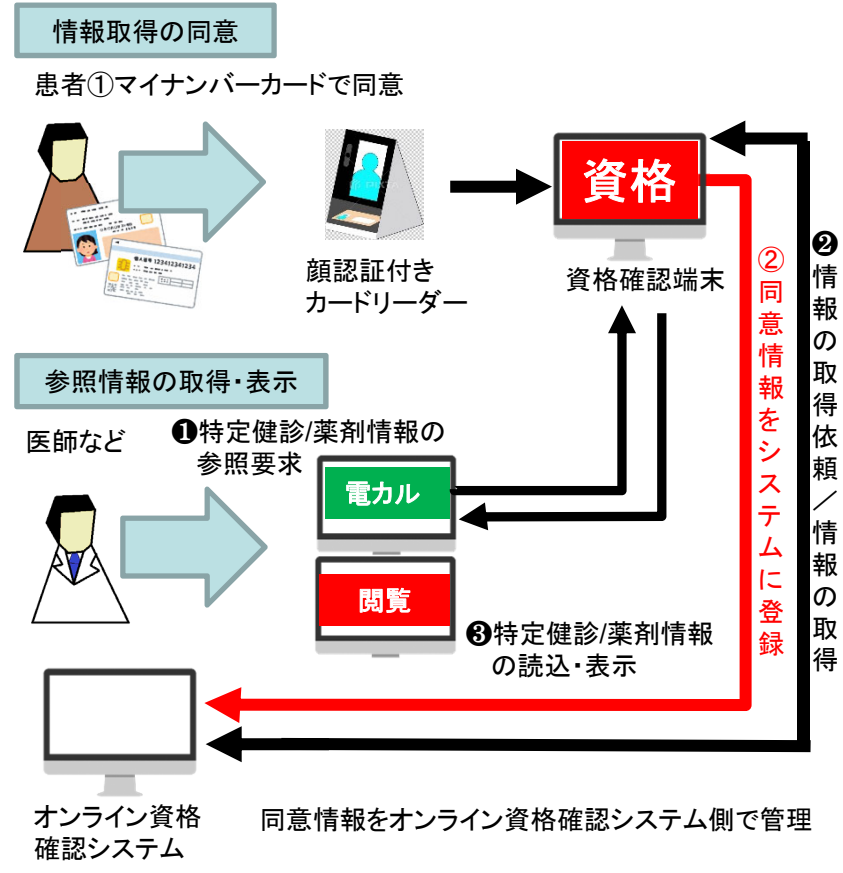 情報取得の同意
患者①マイナンバーカードで同意
個人番号 123412341234
資格
顔認証付き
カードリーダー
資格確認端末
②同意情報をシステムに登録
❷情報の取得依頼／情報の取得
参照情報の取得・表示
医師など
❶特定健診/薬剤情報の
参照要求
電カル
閲覧
❸特定健診/薬剤情報
の読込・表示
オンライン資格
確認システム
同意情報をオンライン資格確認システム側で管理